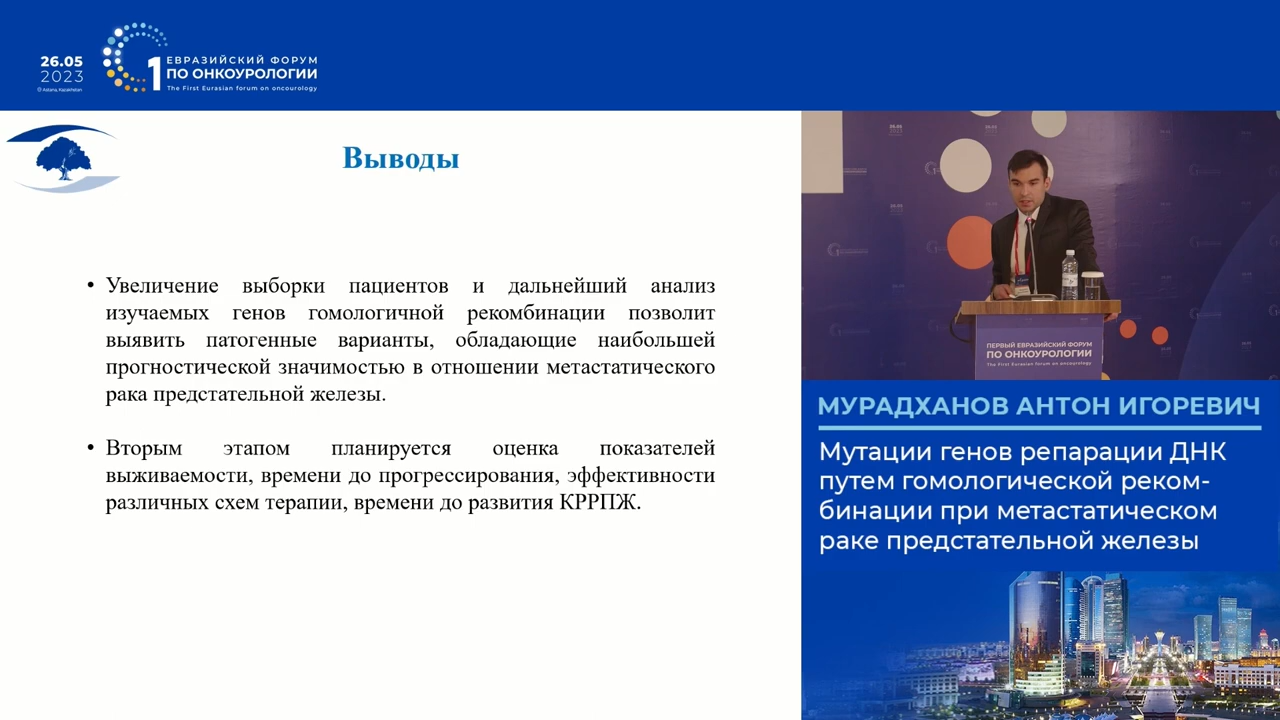 26.05
2023
Astana, Kazakhstan
1
ЕВРАЗИЙСКИЙ ФОРУМ
ПО ОНКОУРОЛОГИИ
The First Eurasian forum on oncourology
Выводы
• Увеличение выборки пациентов и дальнейший анализ
изучаемых генов гомологичной рекомбинации позволит
выявить патогенные варианты, обладающие наибольшей
прогностической значимостью в отношении метастатического
рака предстательной железы.
• Вторым этапом планируется оценка показателей
выживаемости, времени до прогрессирования, эффективности
различных схем терапии, времени до развития КРРПЖ.
ПЕРВЫЙ ЕВРАЗИЙСКИЙ ФОРУМ
ПО ОНКОУРОЛОГИИ
The First Eurasian forum on oncourology
МУРАДХАНОВ АНТОН ИГОРЕВИЧ
Мутации генов репарации ДНК
путем гомологической реком-
бинации при метастатическом
раке предстательной железы